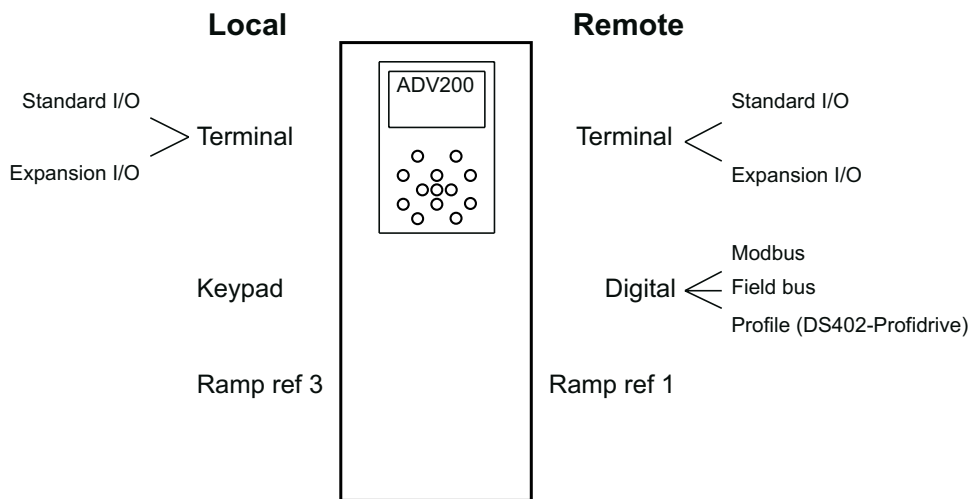 Local
Remote
ADV200
Standard I/O
Terminal
Expansion I/O
Terminal
Standard I/O
Expansion I/O
Keypad
Digital
Modbus
Field bus
Profile (DS402-Profidrive)
Ramp ref 3
Ramp ref 1